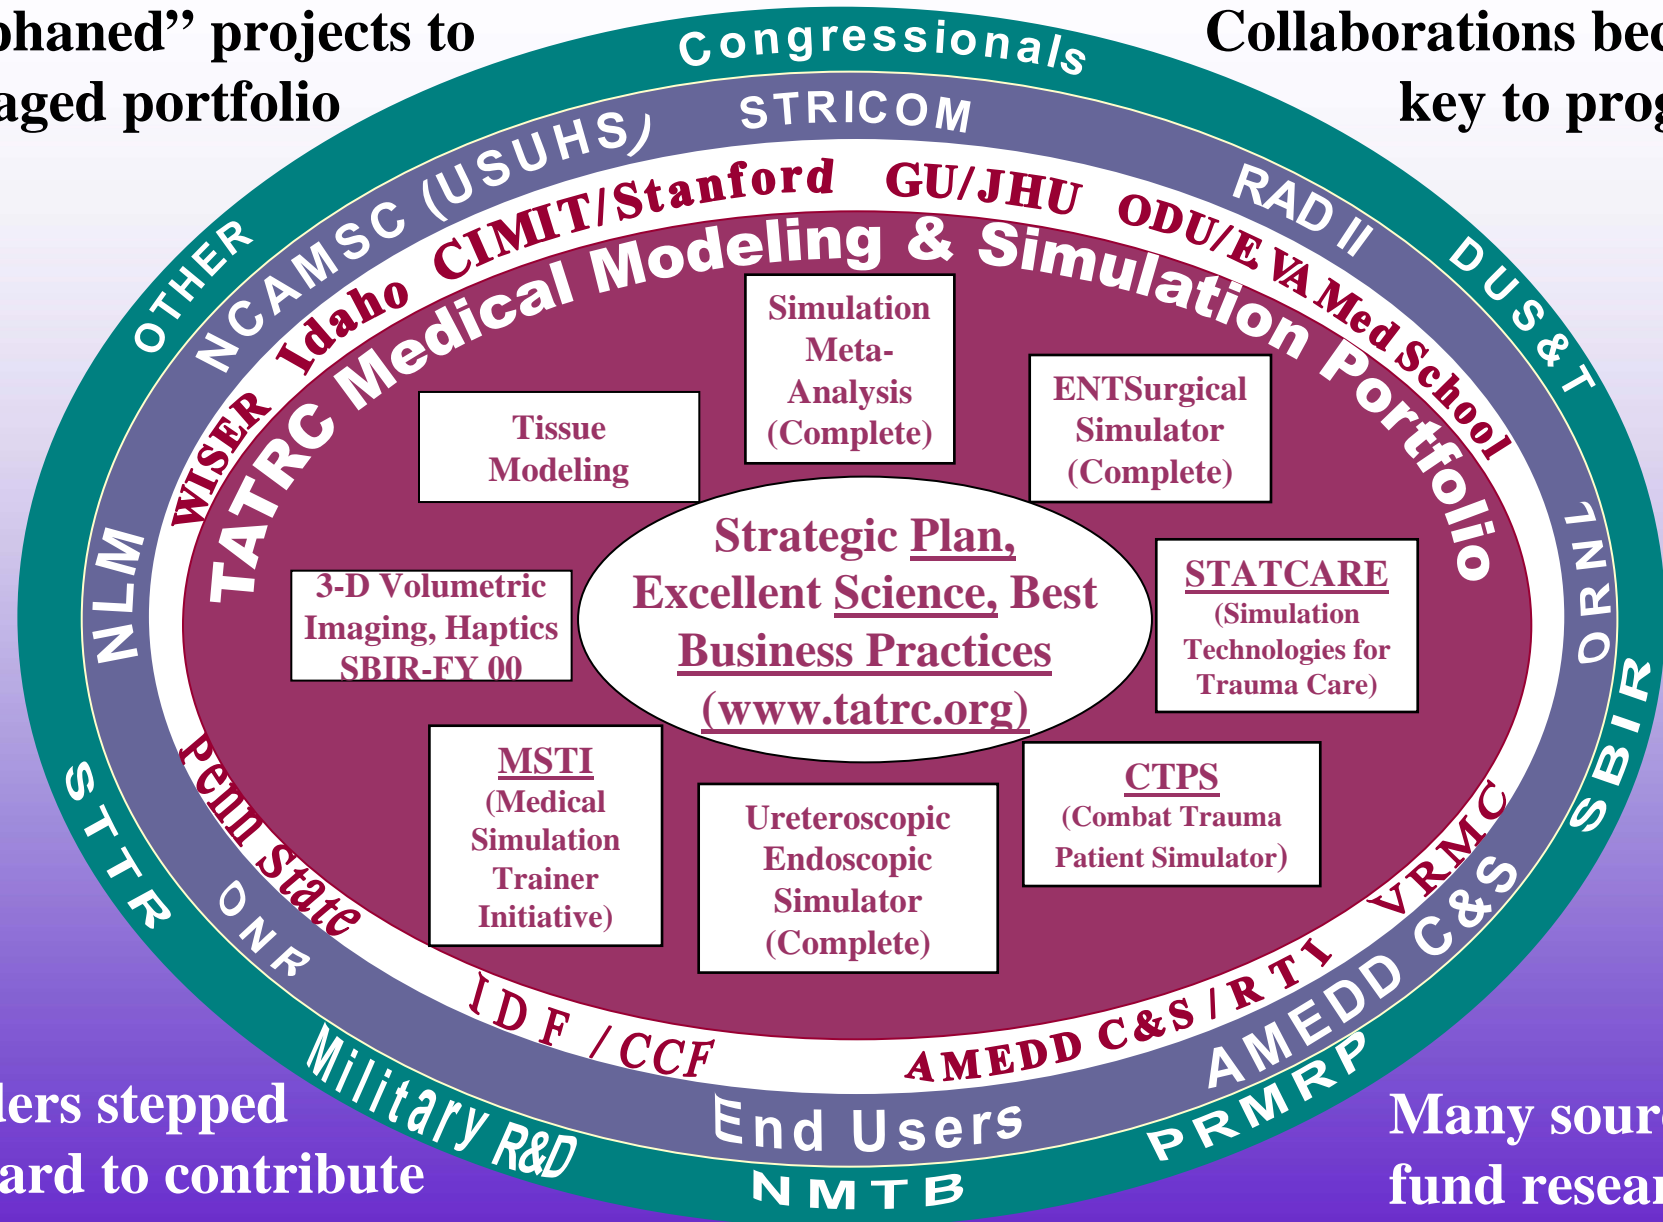 phaned” projects to
aged portfolio
Collaborations bec
key to prog
Congressionals
OTHER
DUS&T
SBIR
PRMRP
NMTB
Military R&D
STTR
STRICOM
NCAMSC (USUHS)
RAD II
ORNL
AMEDD C&S
End Users
ONR
NLM
WISER
Idaho
CIMIT/Stanford
GU/JHU
ODU/EVA Med School
VRMC
AMEDD C&S/RTI
IDF/CCF
Penn State
TATRC Medical Modeling & Simulation Portfolio
Simulation
Meta-
Analysis
(Complete)
ENTSurgical
Simulator
(Complete)
Tissue
Modeling
Strategic Plan,
Excellent Science, Best
Business Practices
(www.tatrc.org)
STATCARE
(Simulation
Technologies for
Trauma Care)
3-D Volumetric
Imaging, Haptics
SBIR-FY 00
MSTI
(Medical
Simulation
Trainer
Initiative)
Ureteroscopic
Endoscopic
Simulator
(Complete)
CTPS
(Combat Trauma
Patient Simulator)
ders stepped
ard to contribute
Many sourc
fund resear